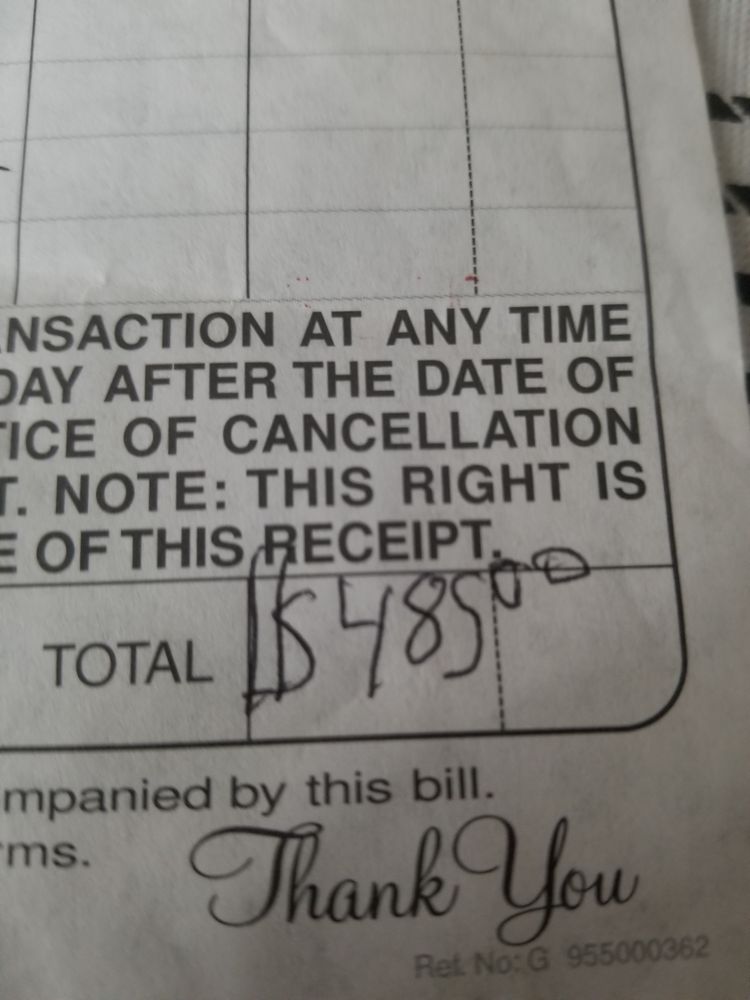 ANSACTION AT ANY TIME
DAY AFTER THE DATE OF
TICE OF CANCELLATION
T. NOTE: THIS RIGHT IS
E OF THIS RECEIPT.
TOTAL $ 485 00
mpanied by this bill.
rms.
Thank You
Ref. No: G 955000362